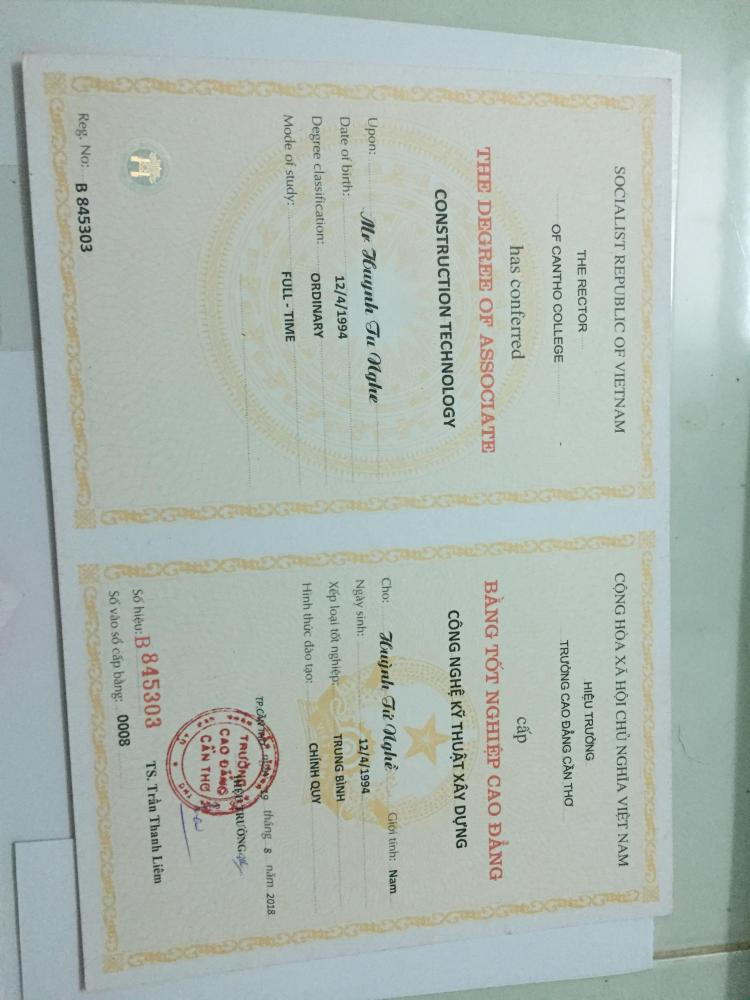 SOCIALIST REPUBLIC OF VIETNAM
THE RECTOR
OF CANTHO COLLEGE
has conferred
THE DEGREE OF ASSOCIATE
CONSTRUCTION TECHNOLOGY
Upon: Mr Huynh Tu Nghe
Date of birth: 12/4/1994
Degree classification: ORDINARY
Mode of study: FULL - TIME
Reg. No: B 845303
CỘNG HÒA XÃ HỘI CHỦ NGHĨA VIỆT NAM
HIỆU TRƯỞNG
TRƯỜNG CAO ĐẲNG CẦN THƠ
cấp
BẰNG TỐT NGHIỆP CAO ĐẲNG
CÔNG NGHỆ KỸ THUẬT XÂY DỰNG
Cho: Huỳnh Tử Nghề Giới tính: Nam
Ngày sinh: 12/4/1994
Xếp loại tốt nghiệp: TRUNG BÌNH
Hình thức đào tạo: CHÍNH QUY
TP.CẦN THƠ, ngày 19 tháng 8 năm 2018
HIỆU TRƯỞNG
TRƯỜNG
CAO ĐẲNG
CẦN THƠ
Số hiệu: B 845303
TS. Trần Thanh Liêm
Số vào sổ cấp bằng: 0008